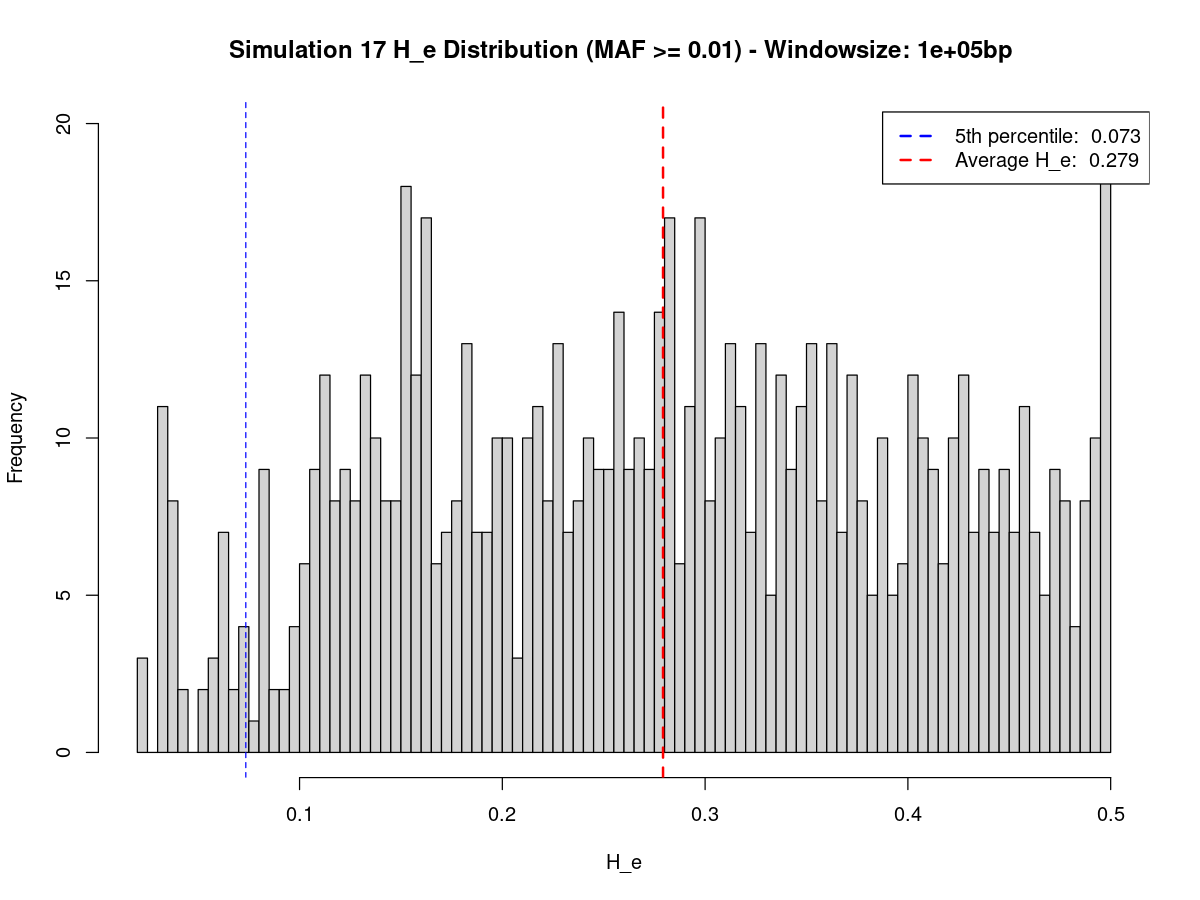 Simulation 17 H_e Distribution (MAF >= 0.01) - Windowsize: 1e+05bp
5th percentile: 0.073
Average H_e: 0.279
Frequency
20
15
10
5
0
0.1 0.2 0.3 0.4 0.5
H_e